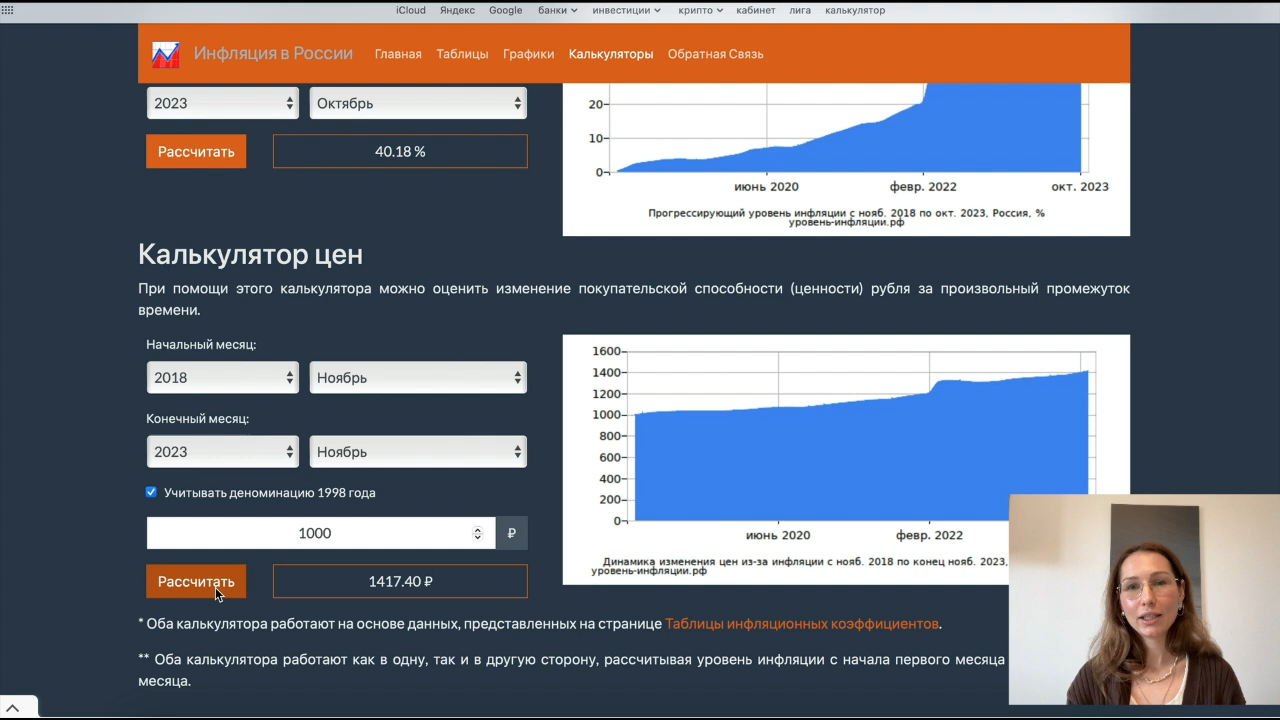 iCloud Яндекс Google банки инвестиции крипто кабинет лига калькулятор
Инфляция в России Главная Таблицы Графики Калькуляторы Обратная Связь
2023 Октябрь
Рассчитать 40.18 %
20
10
0
июнь 2020 февр. 2022 окт. 2023
Прогрессирующий уровень инфляции с нояб. 2018 по окт. 2023, Россия, %
уровень-инфляции.рф
Калькулятор цен
При помощи этого калькулятора можно оценить изменение покупательской способности (ценности) рубля за произвольный промежуток
времени.
Начальный месяц:
2018 Ноябрь
Конечный месяц:
2023 Ноябрь
Учитывать деноминацию 1998 года
1000 ₽
Рассчитать 1417.40 ₽
1600
1400
1200
1000
800
600
400
200
0
июнь 2020 февр. 2022
Динамика изменения цен из-за инфляции с нояб. 2018 по конец нояб. 2023,
уровень-инфляции.рф
* Оба калькулятора работают на основе данных, представленных на странице Таблицы инфляционных коэффициентов.
** Оба калькулятора работают как в одну, так и в другую сторону, рассчитывая уровень инфляции с начала первого месяца
месяца.